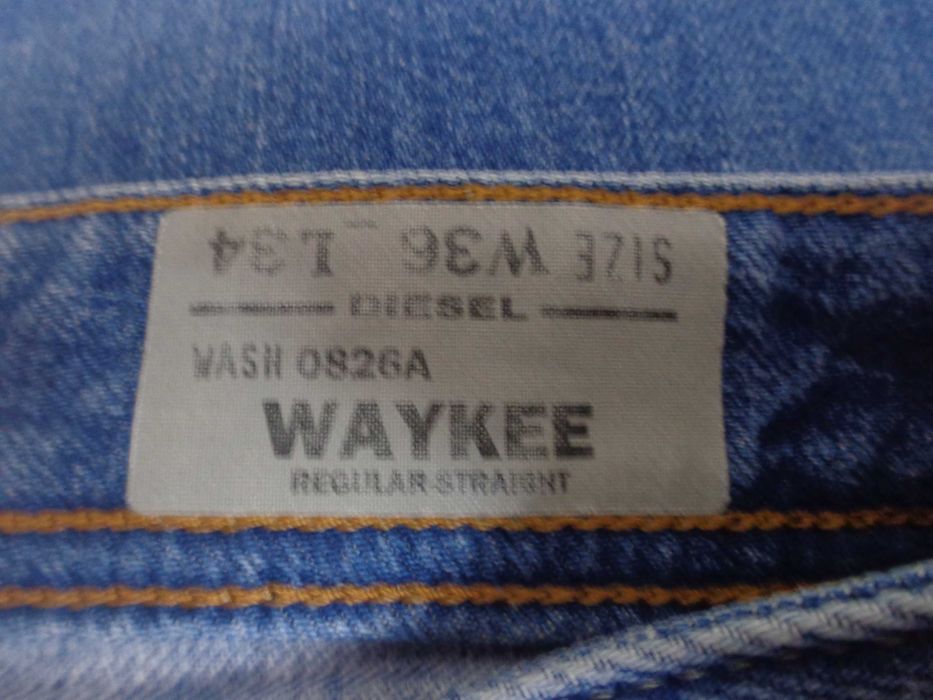 SIZE W36 L34
DIESEL
WASH 0826A
WAYKEE
REGULAR-STRAIGHT